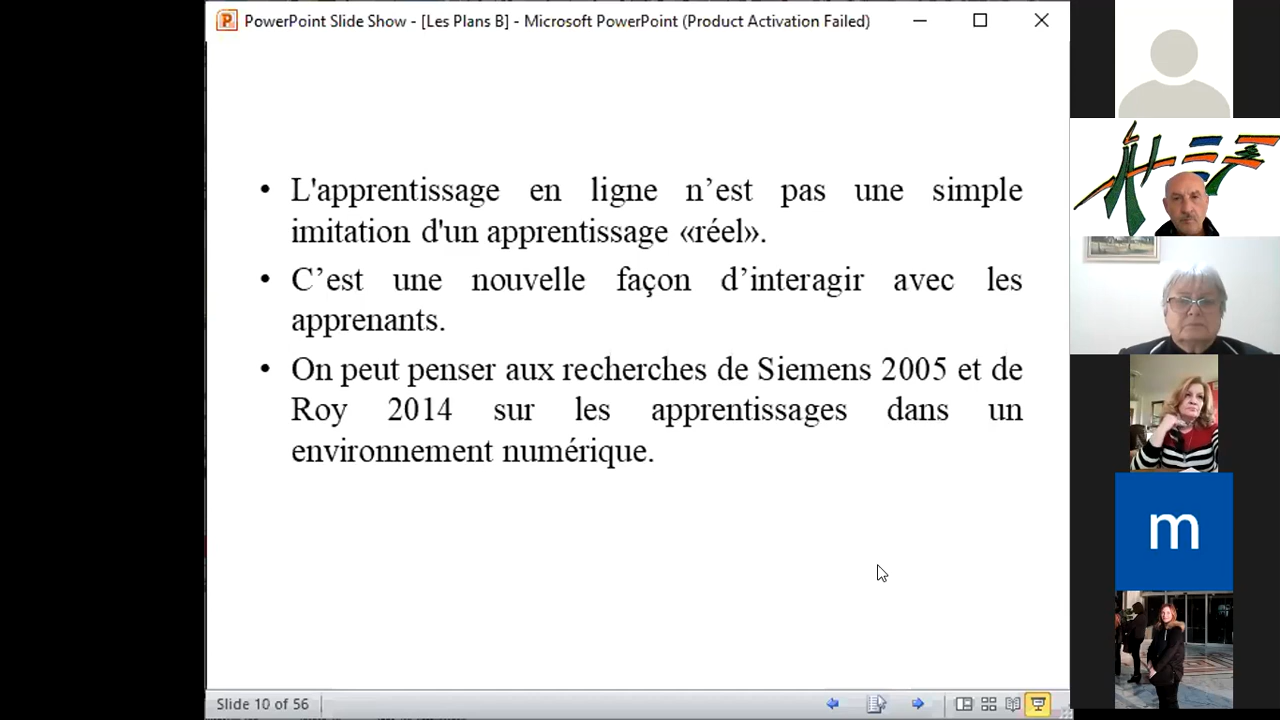 PowerPoint Slide Show - [Les Plans B] - Microsoft PowerPoint (Product Activation Failed)
• L'apprentissage en ligne n’est pas une simple
imitation d'un apprentissage «réel».
• C’est une nouvelle façon d’interagir avec les
apprenants.
• On peut penser aux recherches de Siemens 2005 et de
Roy 2014 sur les apprentissages dans un
environnement numérique.
m
Slide 10 of 56